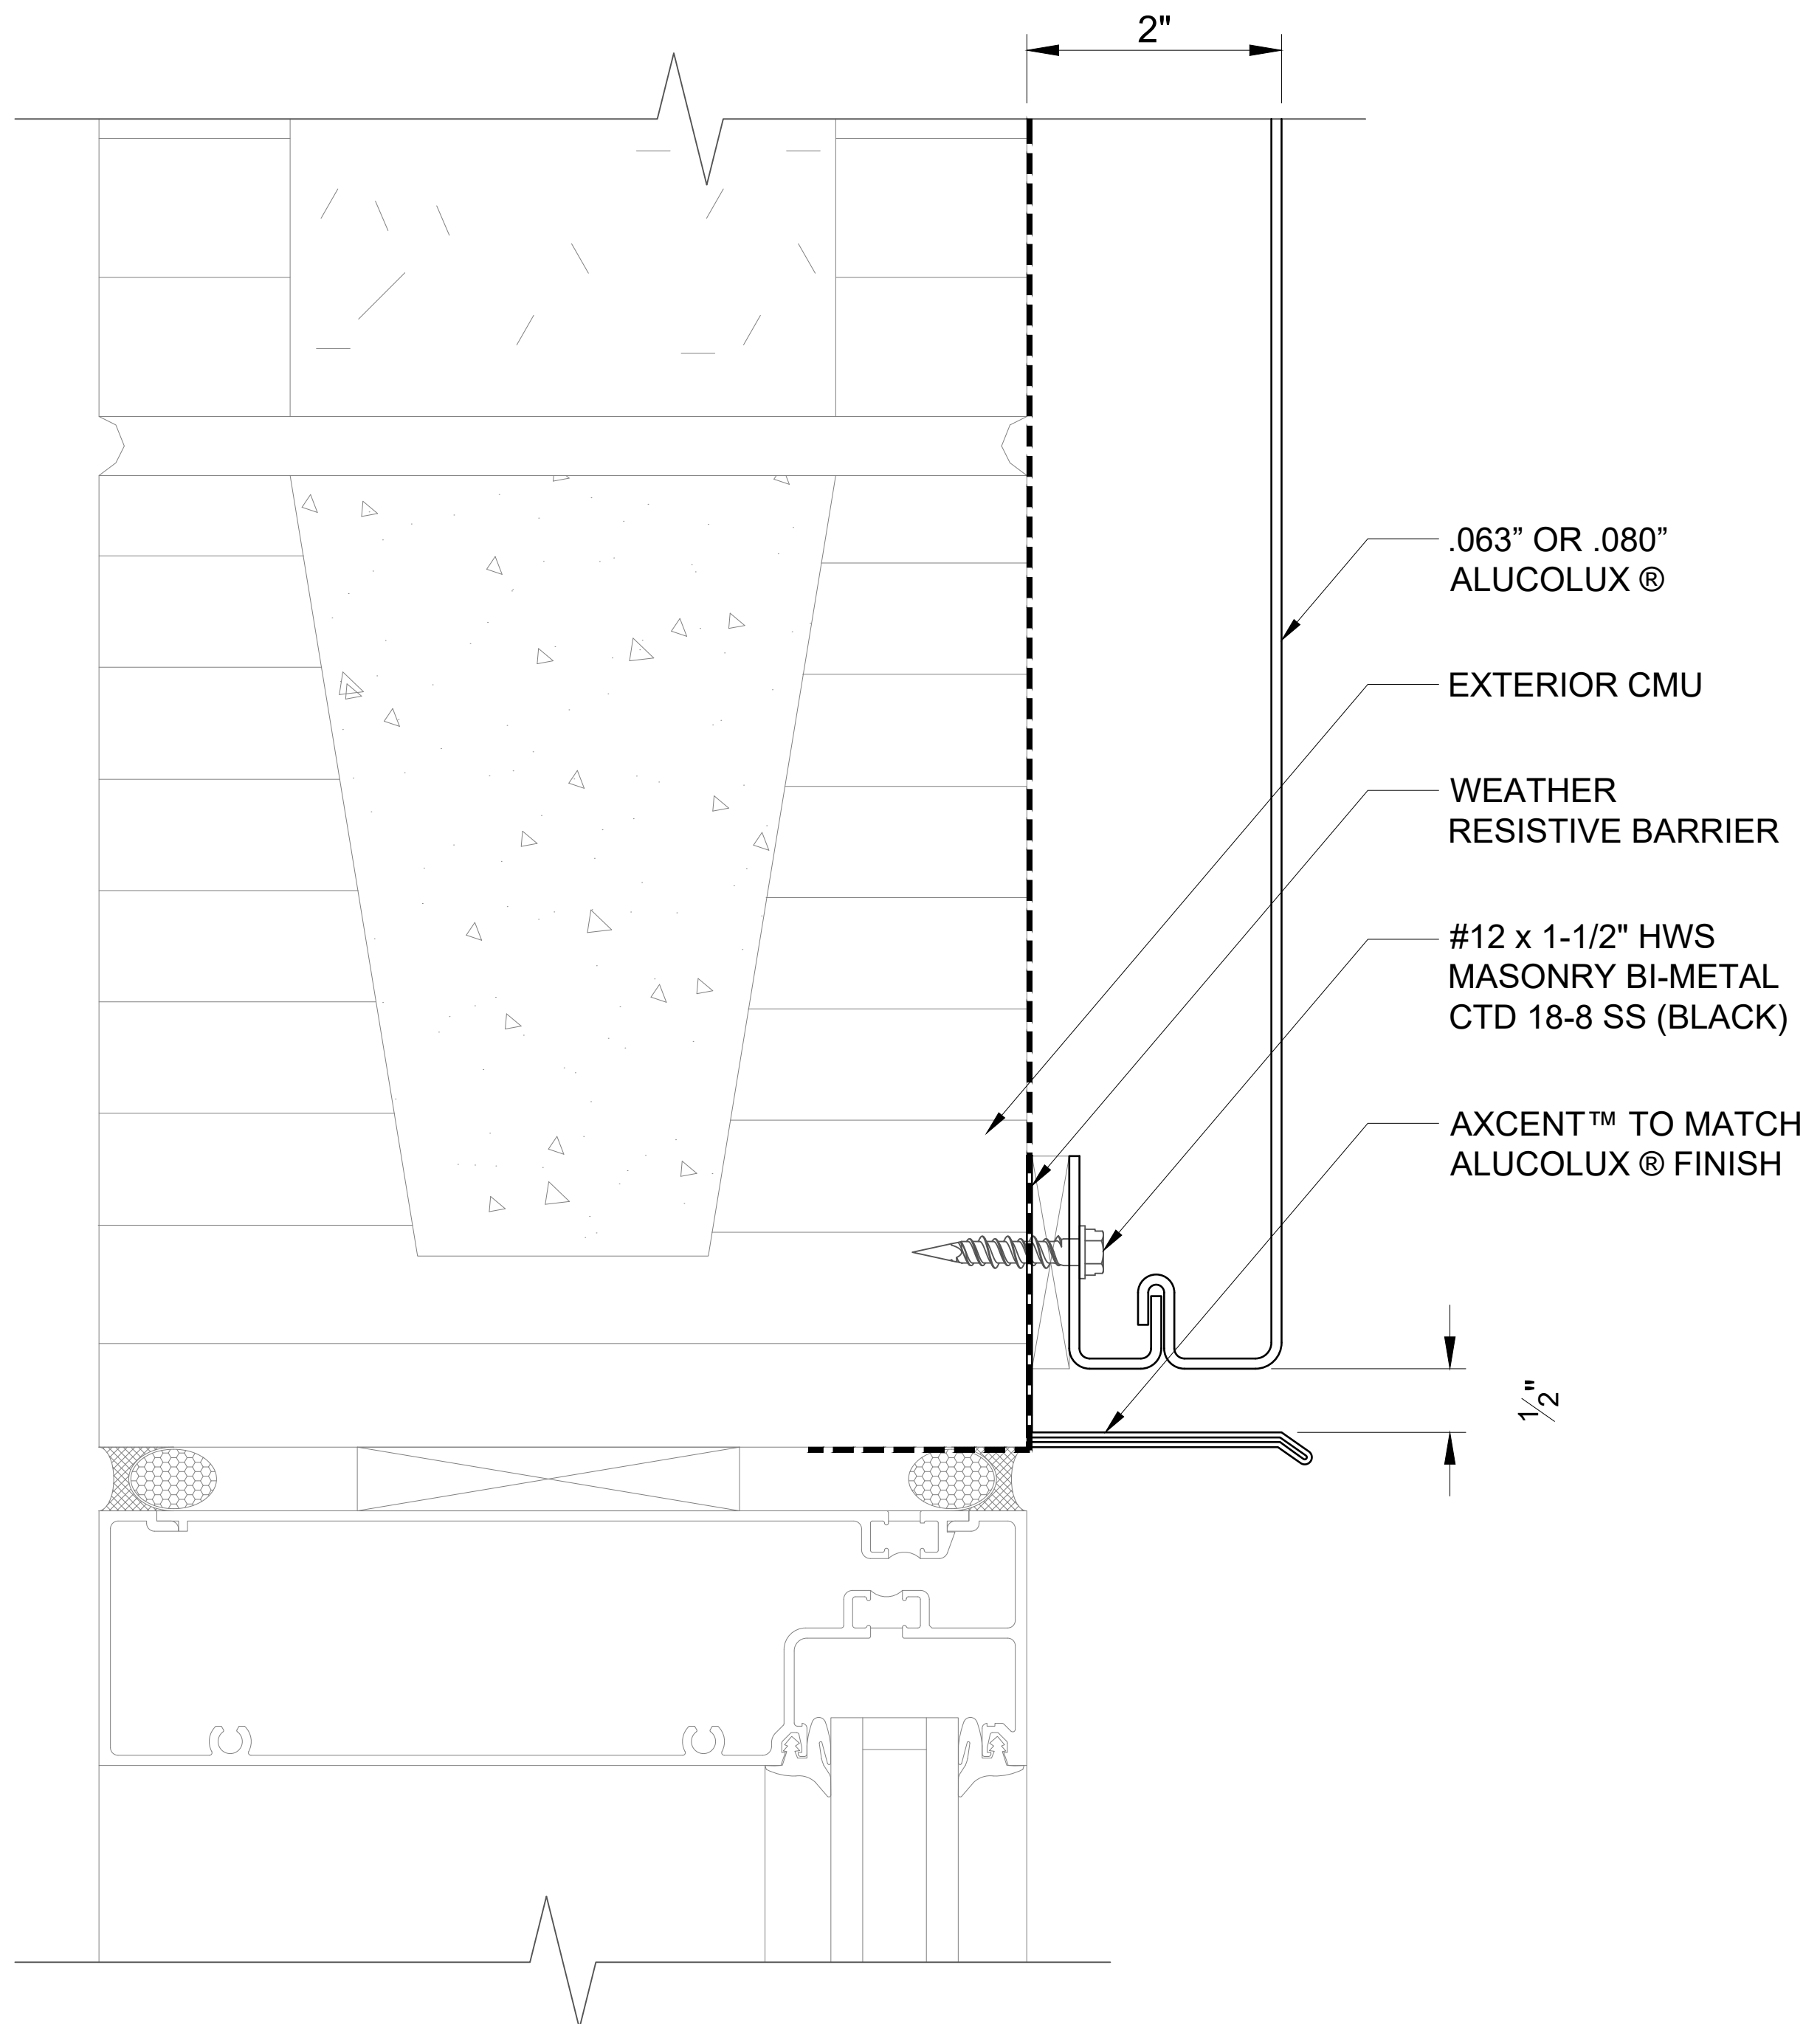 2"
.063” OR .080”
ALUCOLUX ®
EXTERIOR CMU
WEATHER
RESISTIVE BARRIER
#12 x 1-1/2" HWS
MASONRY BI-METAL
CTD 18-8 SS (BLACK)
AXCENT™ TO MATCH
ALUCOLUX ® FINISH
1/2"